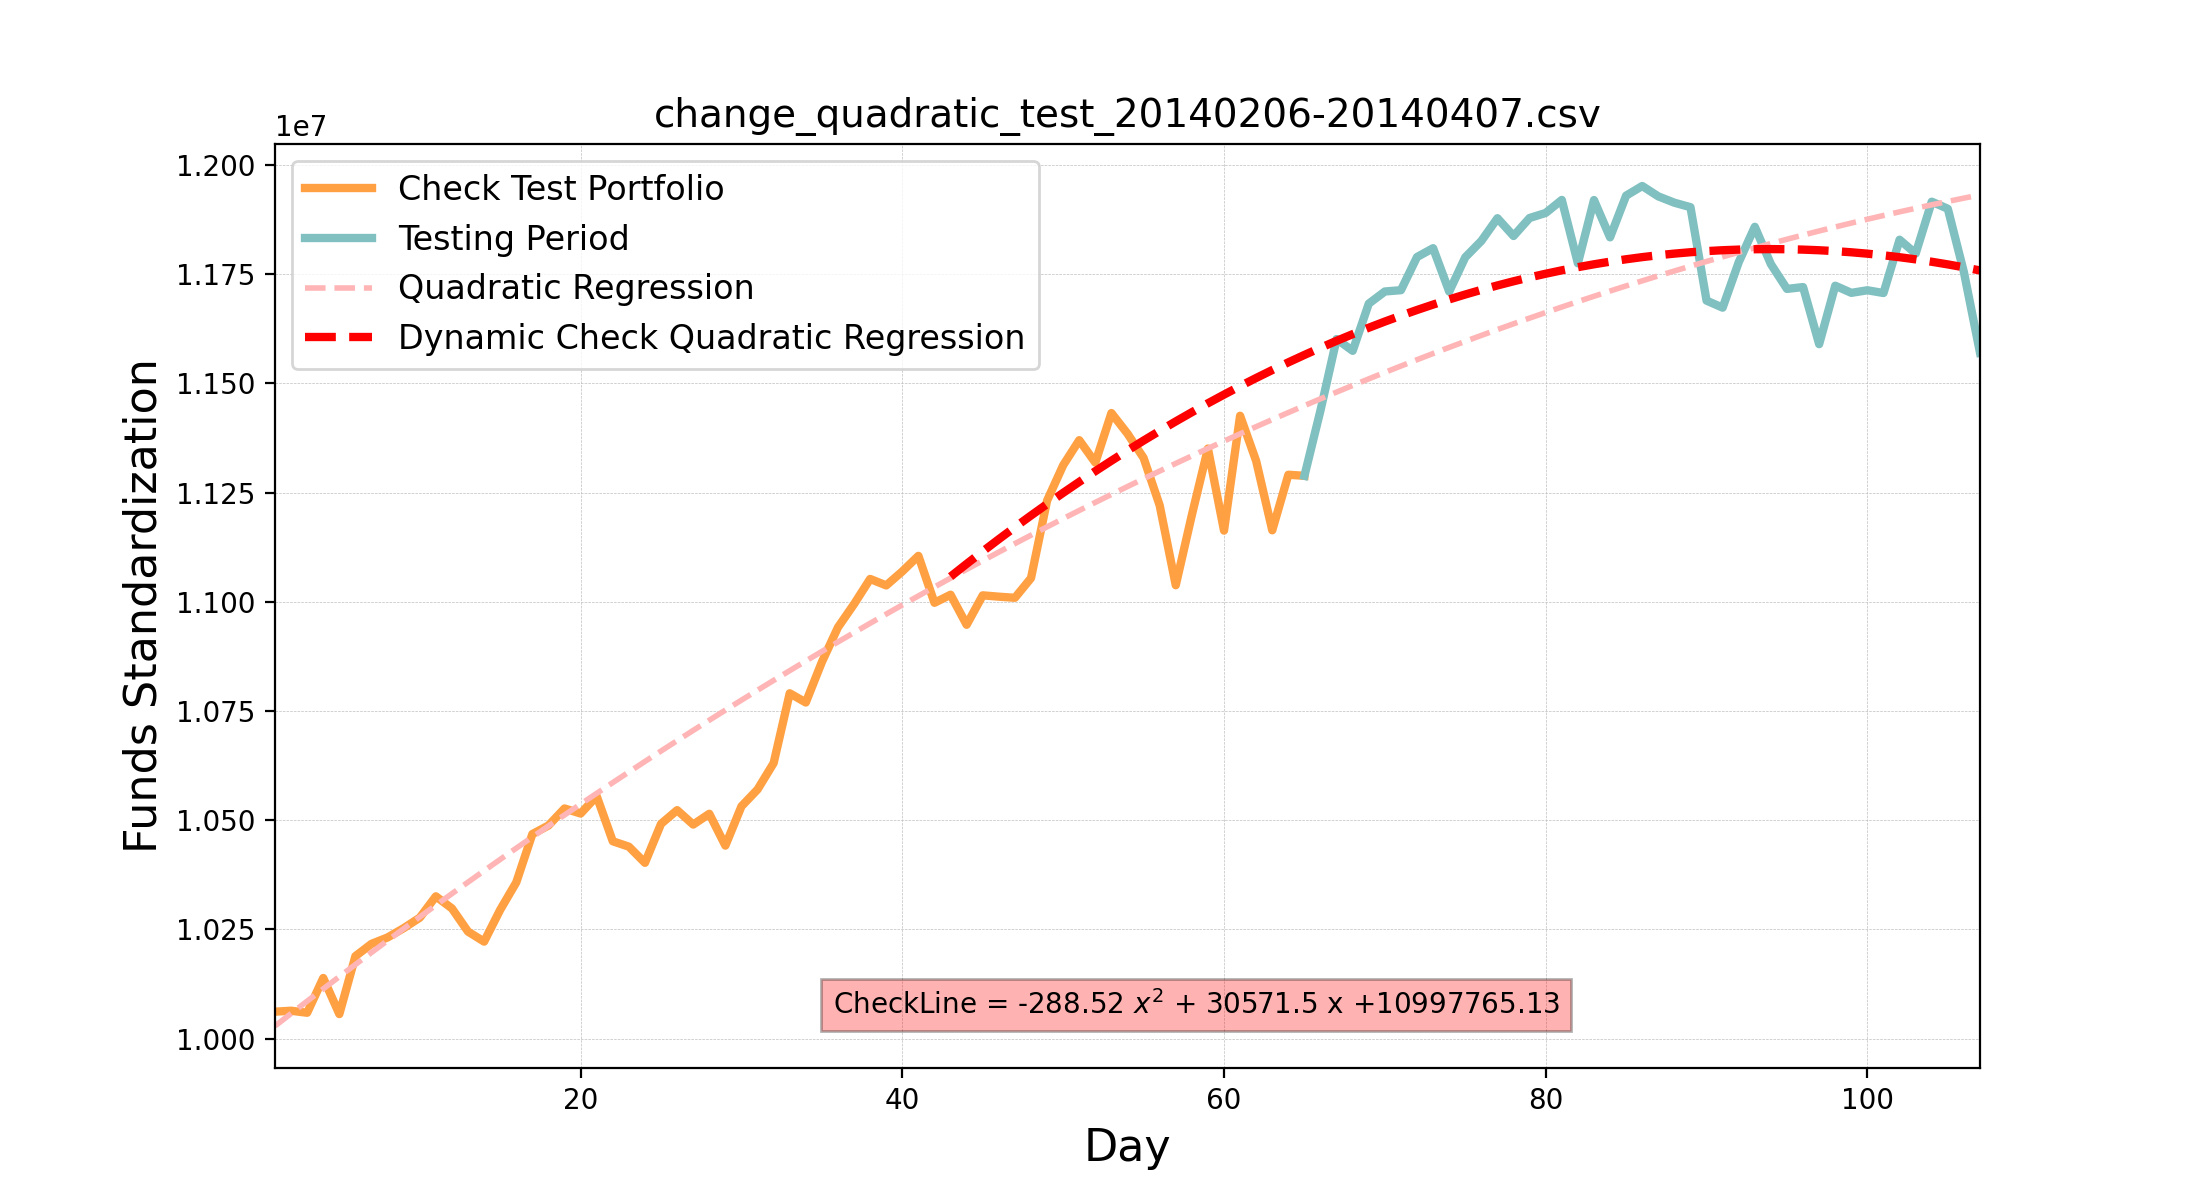 change_quadratic_test_20140206-20140407.csv
1e7
1.200
1.175
1.150
1.125
1.100
1.075
1.050
1.025
1.000
Funds Standardization
Check Test Portfolio
Testing Period
Quadratic Regression
Dynamic Check Quadratic Regression
CheckLine = -288.52 x² + 30571.5 x +10997765.13
20 40 60 80 100
Day